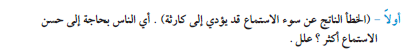 أولاً – (الخطأ الناتج عن سوء الاستماع قد يؤدي إلى كارثة) . أي الناس بحاجة إلى حسن
الاستماع أكثر ؟ علل .